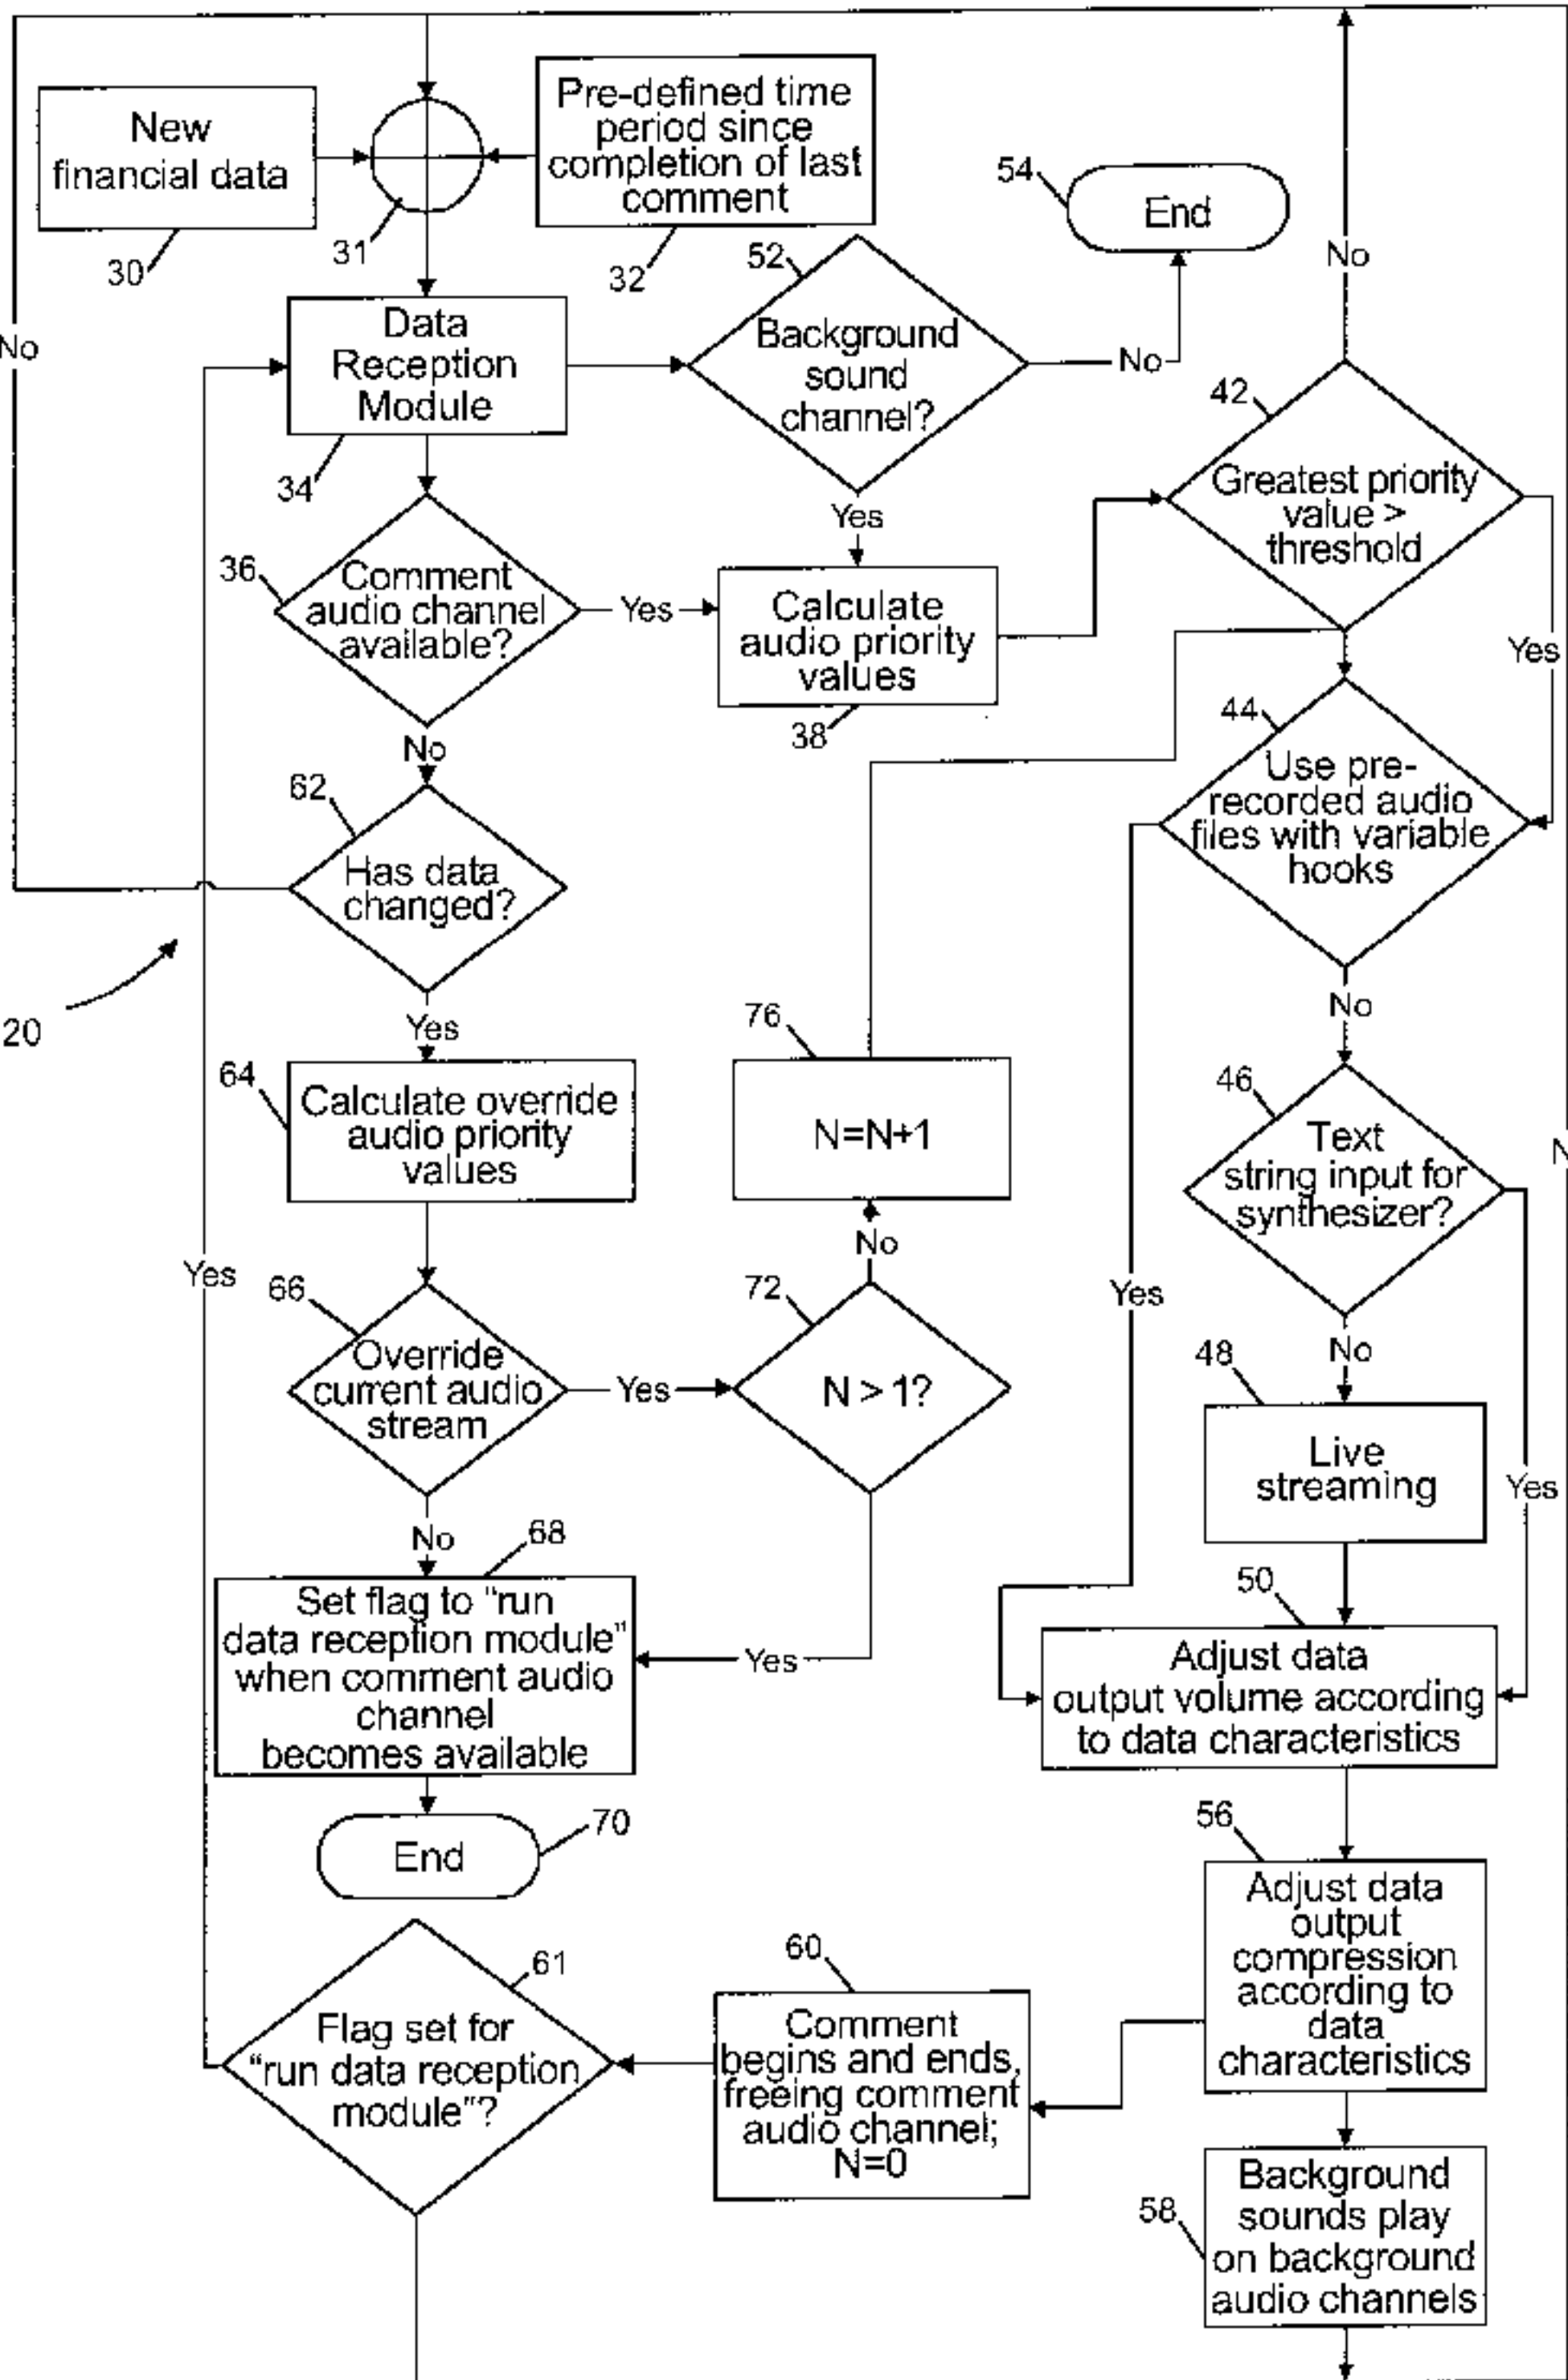 New
financial data
30
31
Pre-defined time
period since
completion of last
comment
32
54
End
No
No
52
Background
sound
channel?
No
Yes
Data
Reception
Module
34
42
Greatest priority
value >
threshold
Yes
36
Comment
audio channel
available?
Yes
No
Calculate
audio priority
values
38
44
Use pre-
recorded audio
files with variable
hooks
Yes
No
62
Has data
changed?
Yes
20
64
Calculate override
audio priority
values
76
N=N+1
No
46
Text
string input for
synthesizer?
No
Yes
N
Yes
66
Override
current audio
stream
Yes
No
72
N > 1?
Yes
48
Live
streaming
68
Set flag to “run
data reception module”
when comment audio
channel
becomes available
70
End
50
Adjust data
output volume according
to data characteristics
56
Adjust data
output
compression
according to
data
characteristics
60
Comment
begins and ends,
freeing comment
audio channel;
N=0
61
Flag set for
“run data reception
module”?
58
Background
sounds play
on background
audio channels